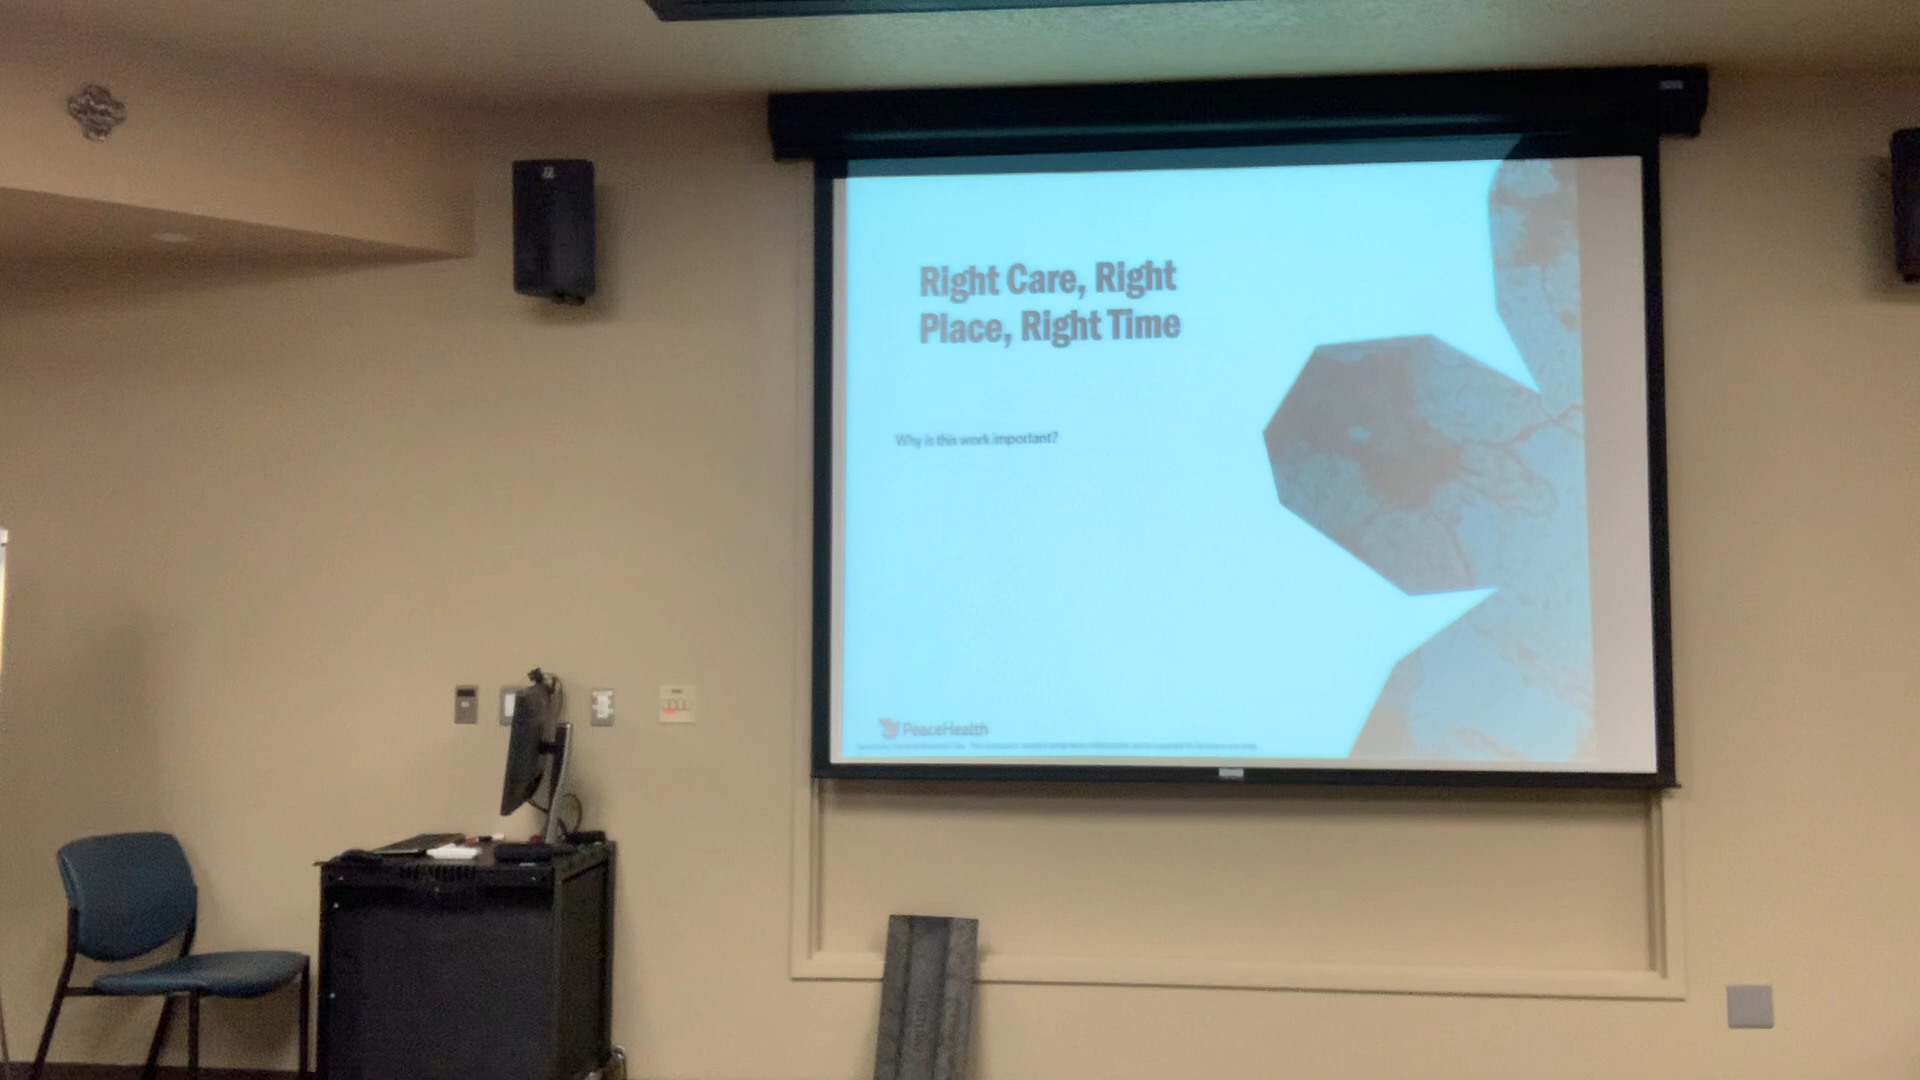 Right Care, Right
Place, Right Time
Why is this work important?
PeaceHealth